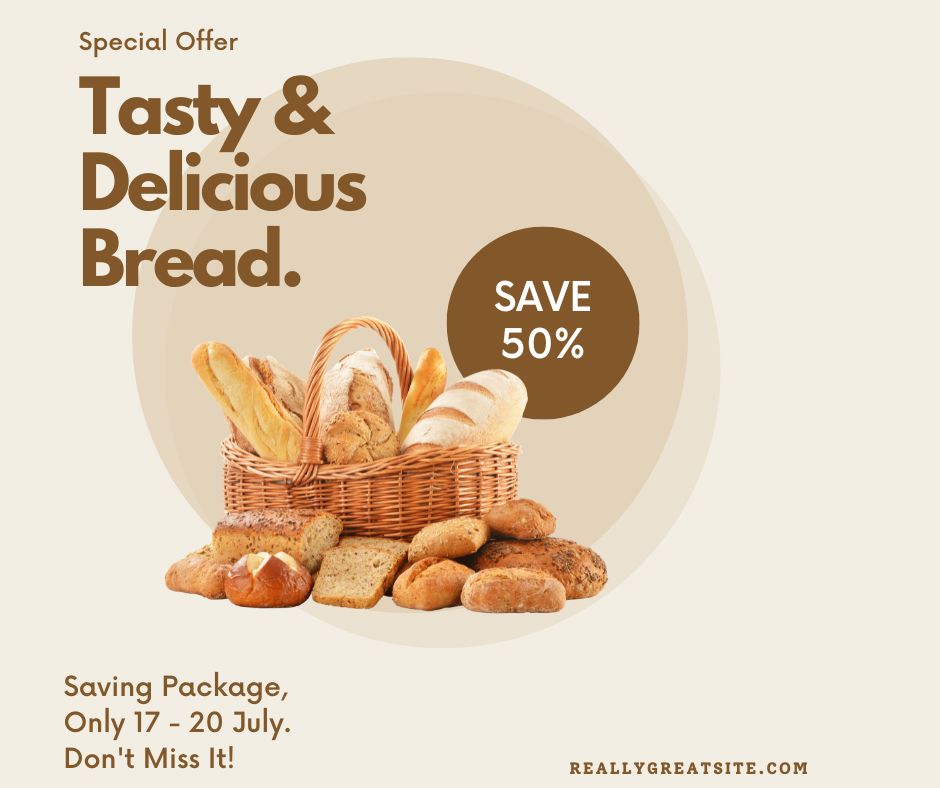 Special Offer
Tasty &
Delicious
Bread.
SAVE
50%
Saving Package,
Only 17 - 20 July.
Don't Miss It!
REALLYGREATSITE.COM